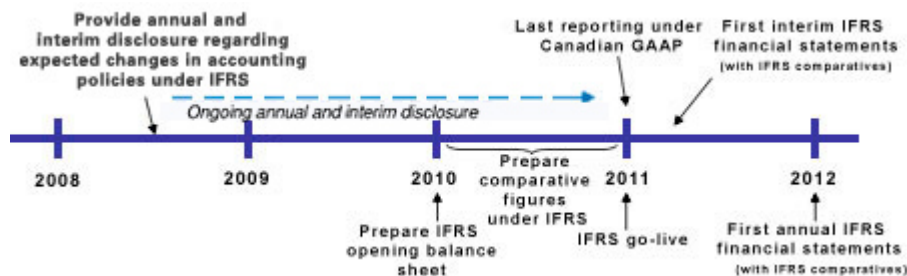 Provide annual and
interim disclosure regarding
expected changes in accounting
policies under IFRS
Last reporting under
Canadian GAAP
First interim IFRS
financial statements
(with IFRS comparatives)
Ongoing annual and interim disclosure
2008
2009
2010
Prepare
comparative
figures
under IFRS
2011
2012
Prepare IFRS
opening balance
sheet
IFRS go-live
First annual IFRS
financial statements
(with IFRS comparatives)